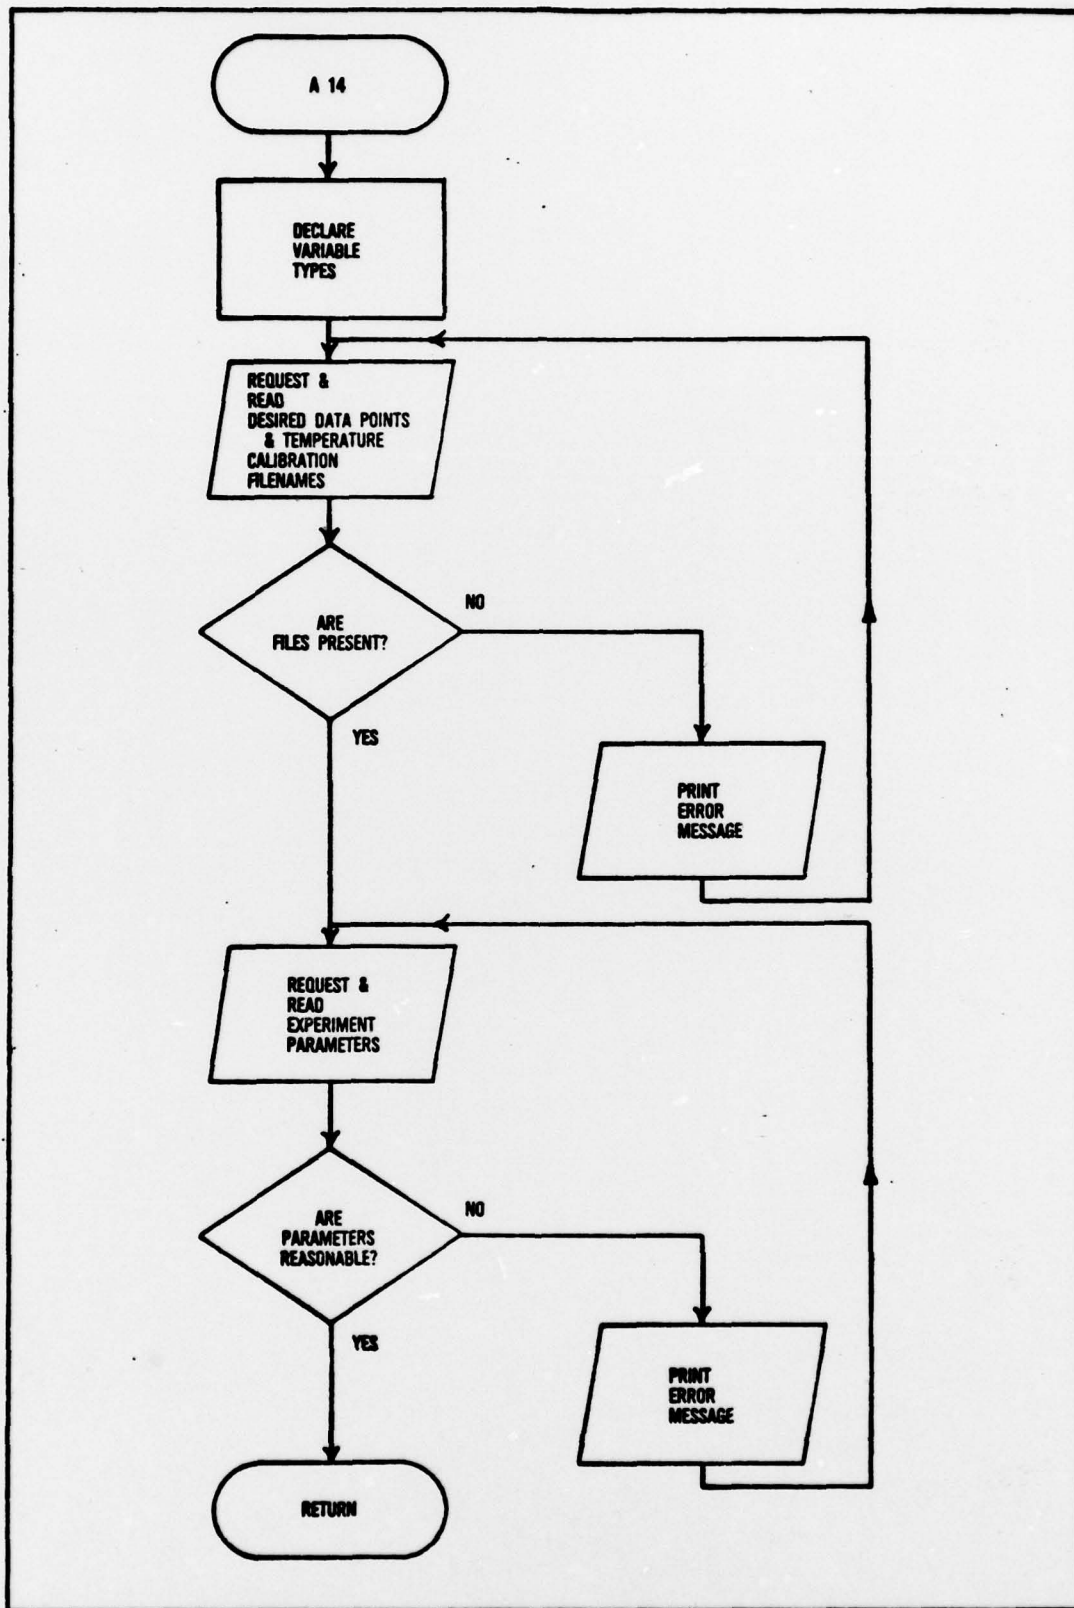 A 14
DECLARE
VARIABLE
TYPES
REQUEST &
READ
DESIRED DATA POINTS
& TEMPERATURE
CALIBRATION
FILENAMES
ARE
FILES PRESENT?
NO
YES
PRINT
ERROR
MESSAGE
REQUEST &
READ
EXPERIMENT
PARAMETERS
ARE
PARAMETERS
REASONABLE?
NO
YES
PRINT
ERROR
MESSAGE
RETURN